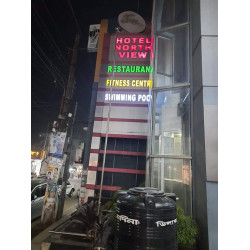 HOTEL
NORTH
VIEW
RESTAURANT
FITNESS CENTRE
SWIMMING POOL